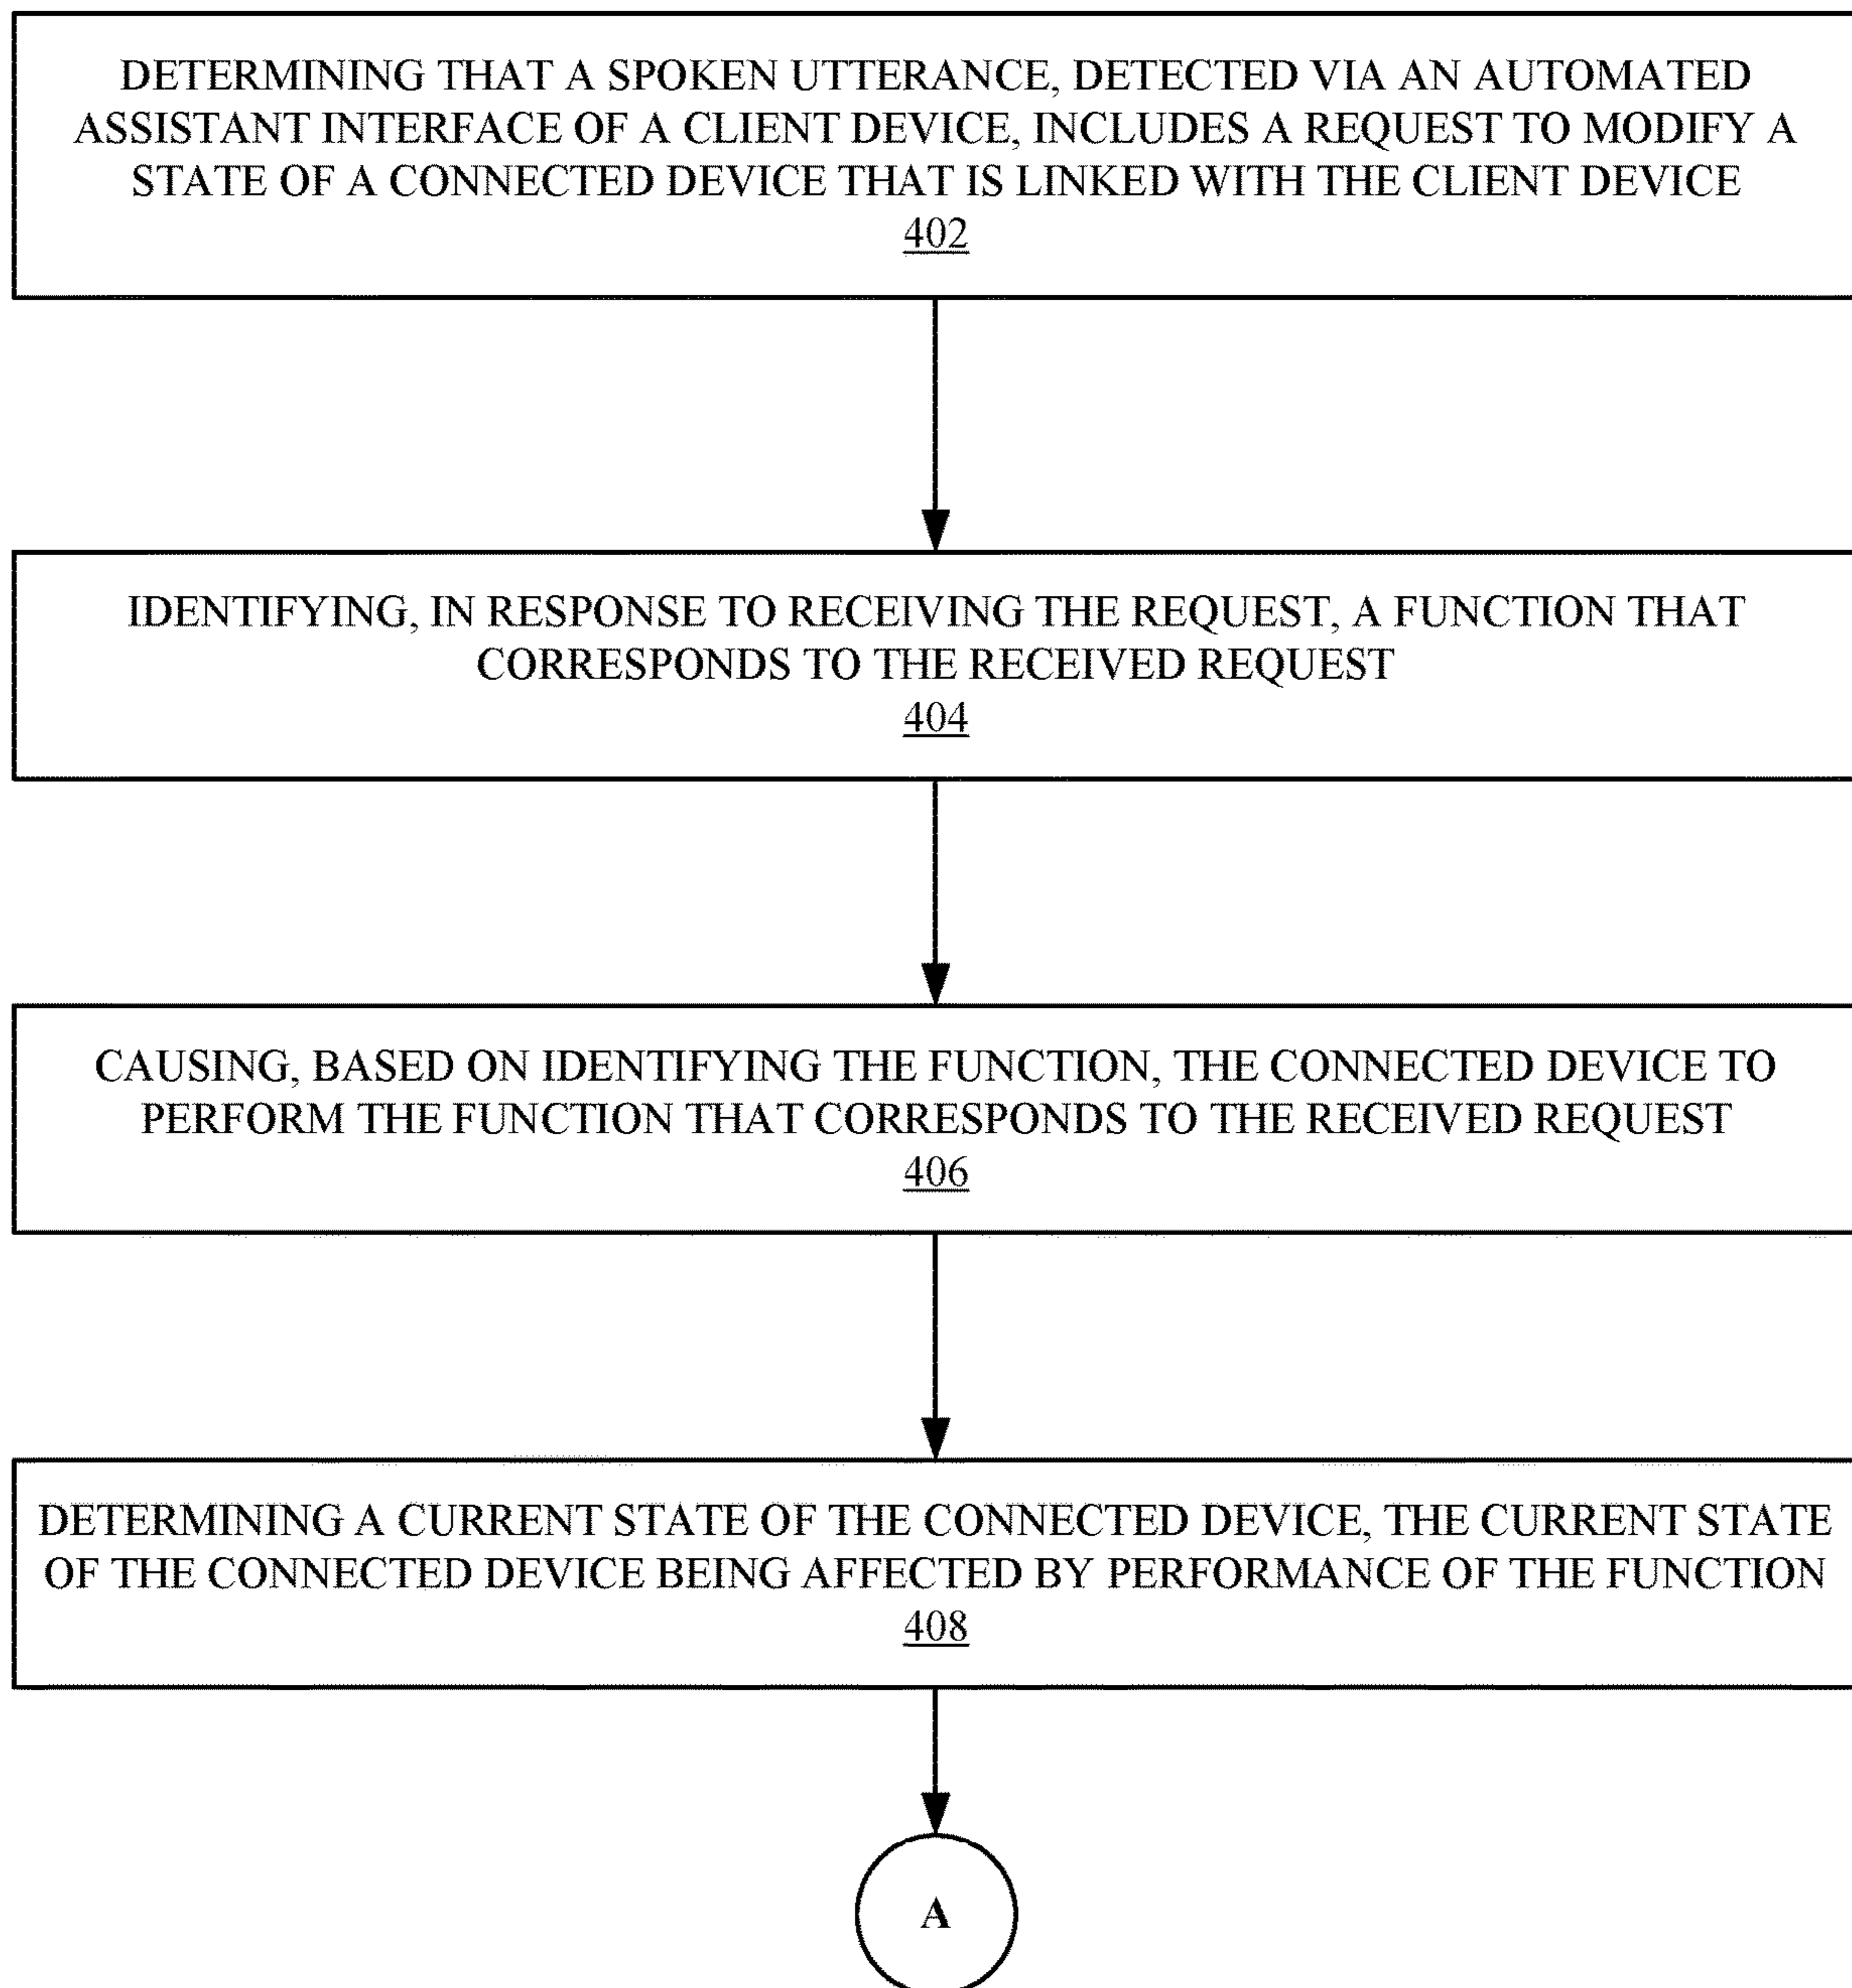 DETERMINING THAT A SPOKEN UTTERANCE, DETECTED VIA AN AUTOMATED
ASSISTANT INTERFACE OF A CLIENT DEVICE, INCLUDES A REQUEST TO MODIFY A
STATE OF A CONNECTED DEVICE THAT IS LINKED WITH THE CLIENT DEVICE
402
IDENTIFYING, IN RESPONSE TO RECEIVING THE REQUEST, A FUNCTION THAT
CORRESPONDS TO THE RECEIVED REQUEST
404
CAUSING, BASED ON IDENTIFYING THE FUNCTION, THE CONNECTED DEVICE TO
PERFORM THE FUNCTION THAT CORRESPONDS TO THE RECEIVED REQUEST
406
DETERMINING A CURRENT STATE OF THE CONNECTED DEVICE, THE CURRENT STATE
OF THE CONNECTED DEVICE BEING AFFECTED BY PERFORMANCE OF THE FUNCTION
408
A